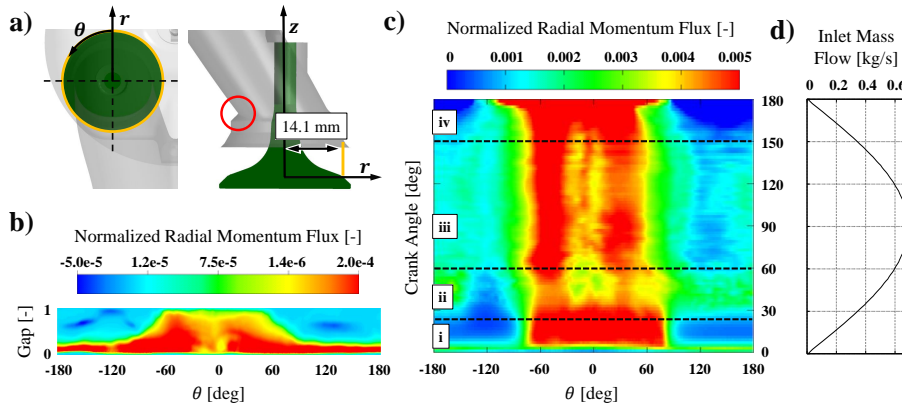 a)
θ
r
z
14.1 mm
r
b)
Normalized Radial Momentum Flux [-]
-5.0e-5 1.2e-5 7.5e-5 1.4e-6 2.0e-4
Gap [-]
1
0
-180 -120 -60 0 60 120 180
θ [deg]
c)
Normalized Radial Momentum Flux [-]
0 0.001 0.002 0.003 0.004 0.005
Crank Angle [deg]
iv
iii
ii
i
180
150
120
90
60
30
0
-180 -120 -60 0 60 120 180
θ [deg]
d)
Inlet Mass
Flow [kg/s]
0 0.2 0.4 0.6